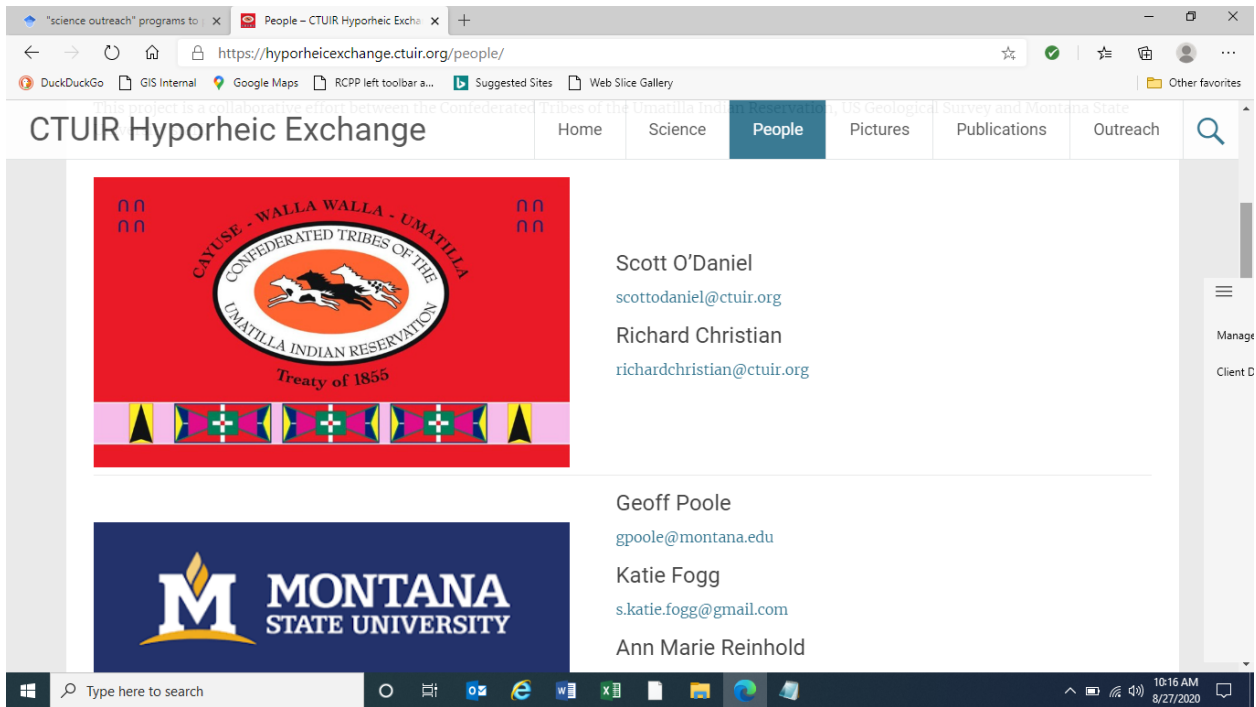 "science outreach" programs to
People – CTUIR Hyporheic Excha
https://hyporheicexchange.ctuir.org/people/
DuckDuckGo GIS Internal Google Maps RCPP left toolbar a... Suggested Sites Web Slice Gallery Other favorites
This project is a collaborative effort between the Confederated Tribes of the Umatilla Indian Reservation, US Geological Survey and Montana State
CTUIR Hyporheic Exchange
Home Science People Pictures Publications Outreach
CAYUSE - WALLA WALLA - UMATILLA
CONFEDERATED TRIBES OF THE
UMATILLA INDIAN RESERVATION
Treaty of 1855
Scott O'Daniel
scottodaniel@ctuir.org
Richard Christian
richardchristian@ctuir.org
Manage
Client D
M MONTANA
STATE UNIVERSITY
Geoff Poole
gpoole@montana.edu
Katie Fogg
s.katie.fogg@gmail.com
Ann Marie Reinhold
Type here to search
10:16 AM
8/27/2020